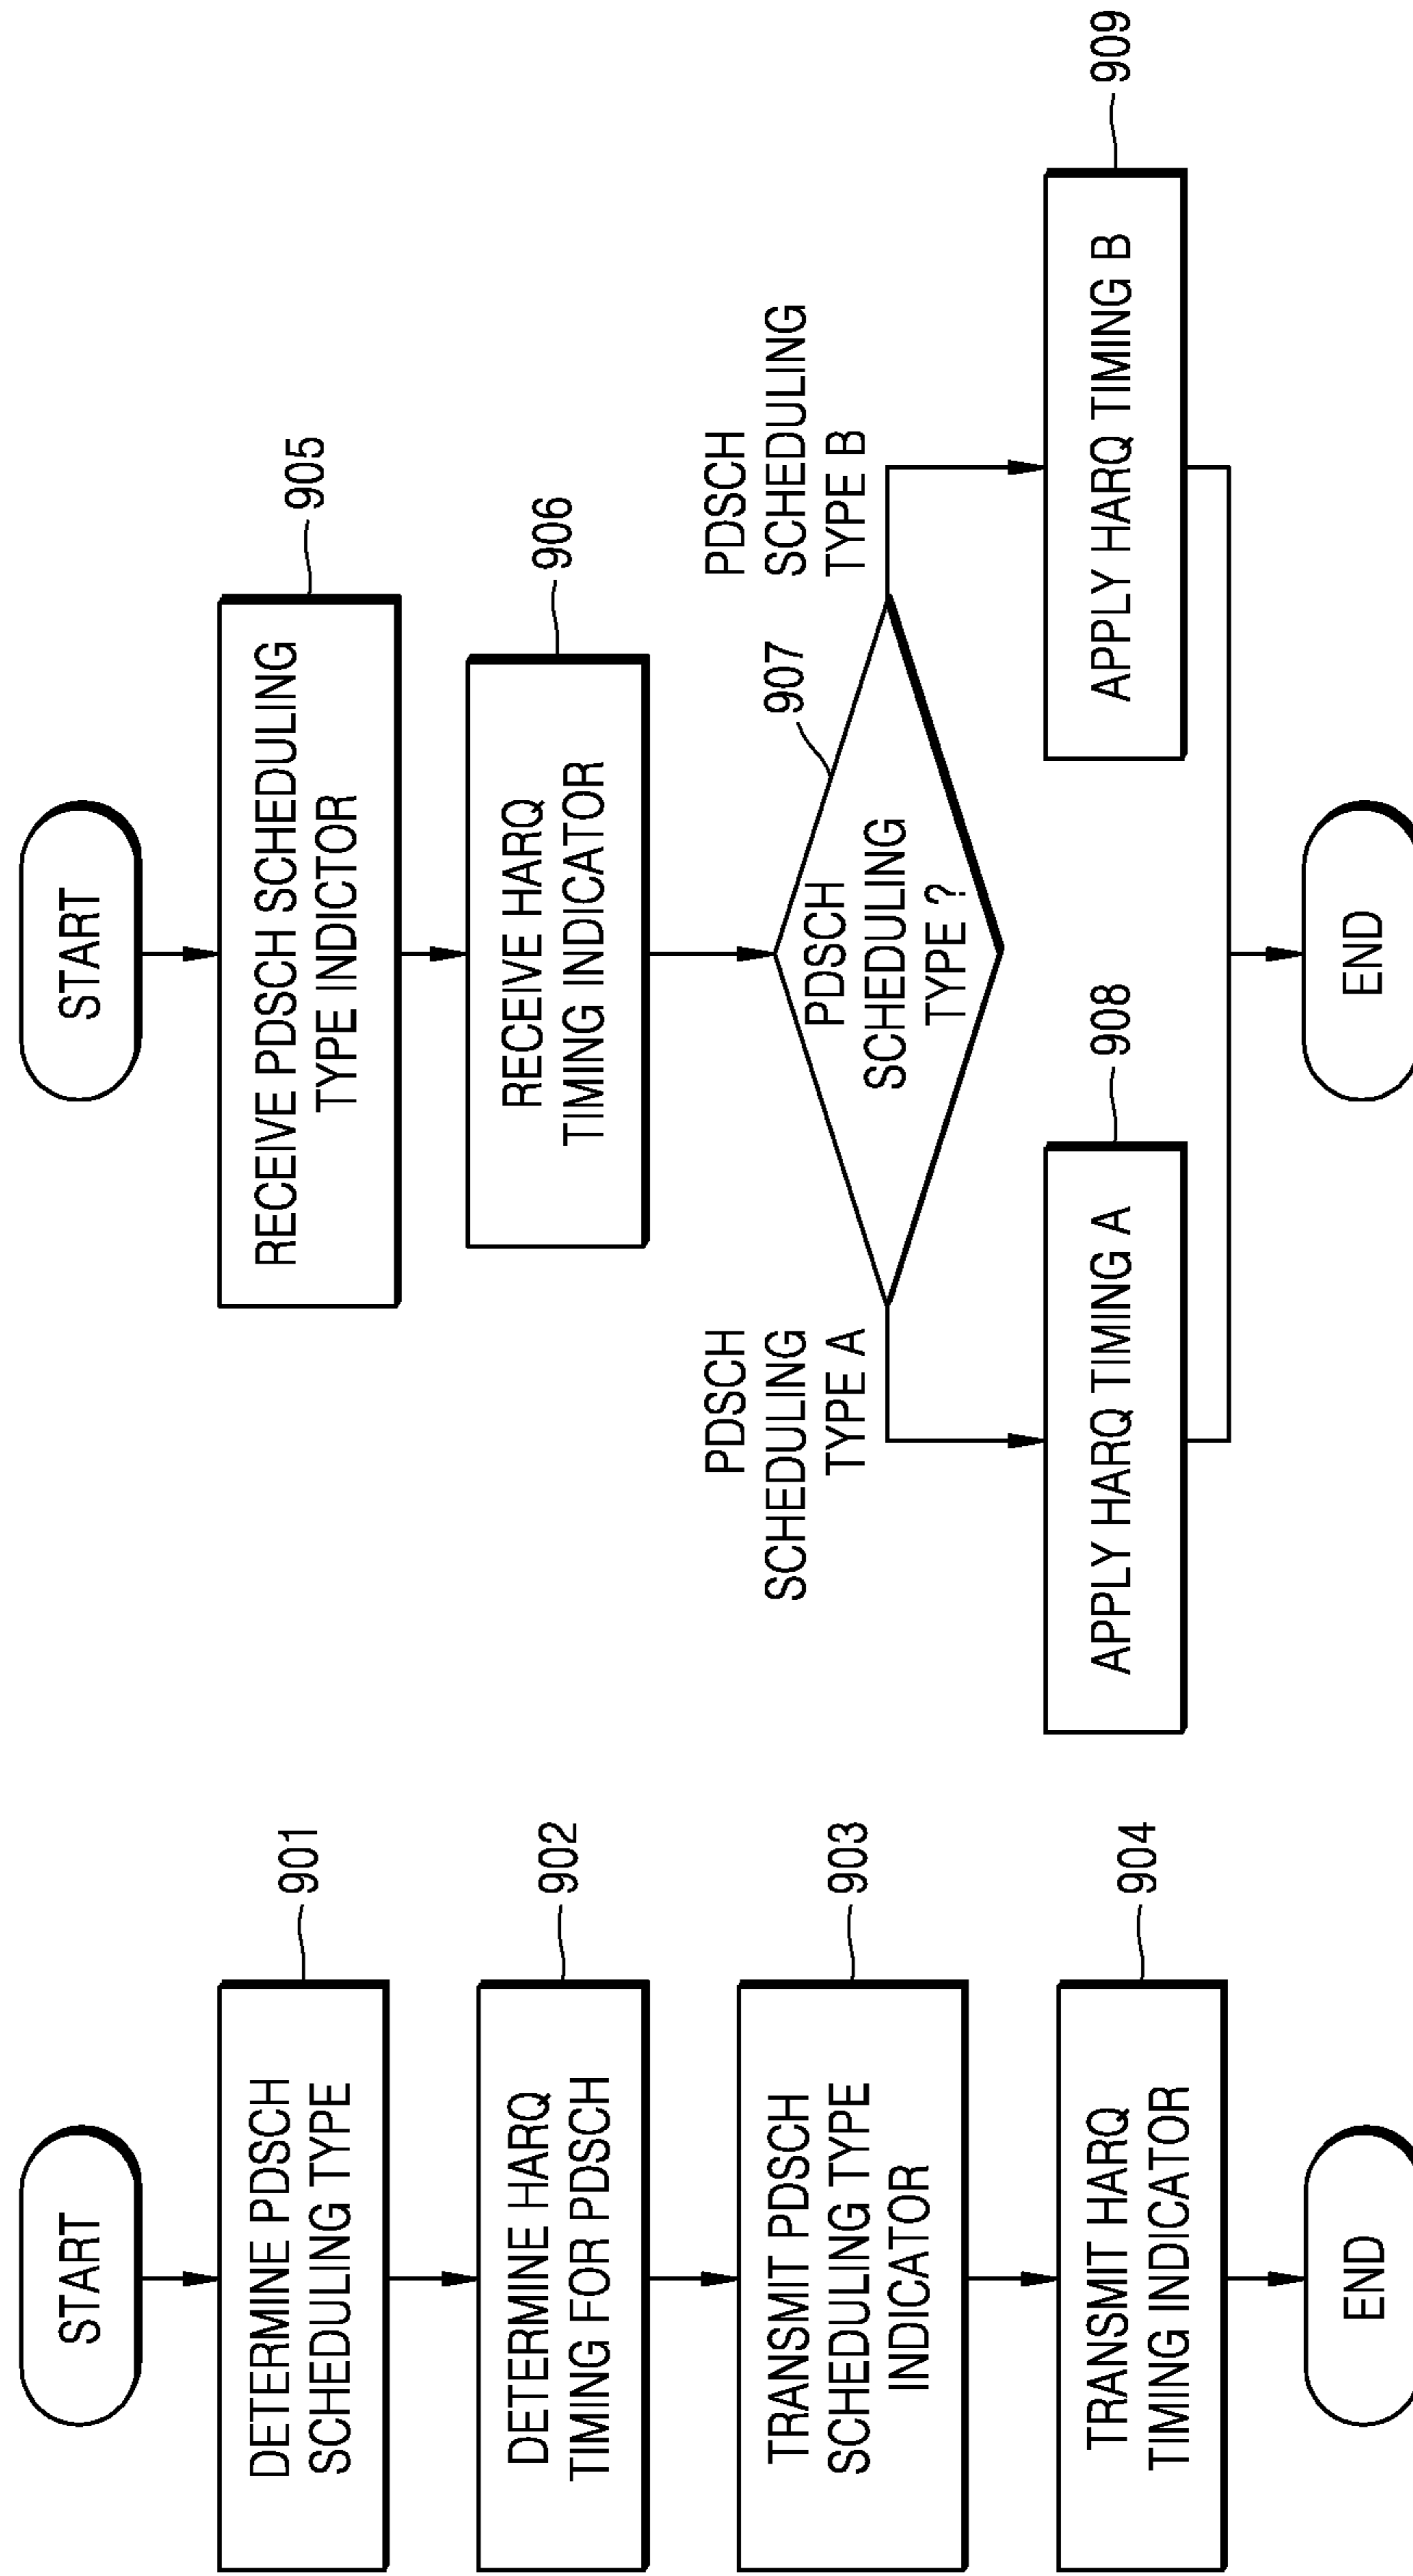 START
DETERMINE PDSCH
SCHEDULING TYPE
901
DETERMINE HARQ
TIMING FOR PDSCH
902
TRANSMIT PDSCH
SCHEDULING TYPE
INDICATOR
903
TRANSMIT HARQ
TIMING INDICATOR
904
END
START
RECEIVE PDSCH SCHEDULING
TYPE INDICTOR
905
RECEIVE HARQ
TIMING INDICATOR
906
PDSCH
SCHEDULING
TYPE ?
907
PDSCH
SCHEDULING
TYPE A
PDSCH
SCHEDULING
TYPE B
APPLY HARQ TIMING A
908
APPLY HARQ TIMING B
909
END